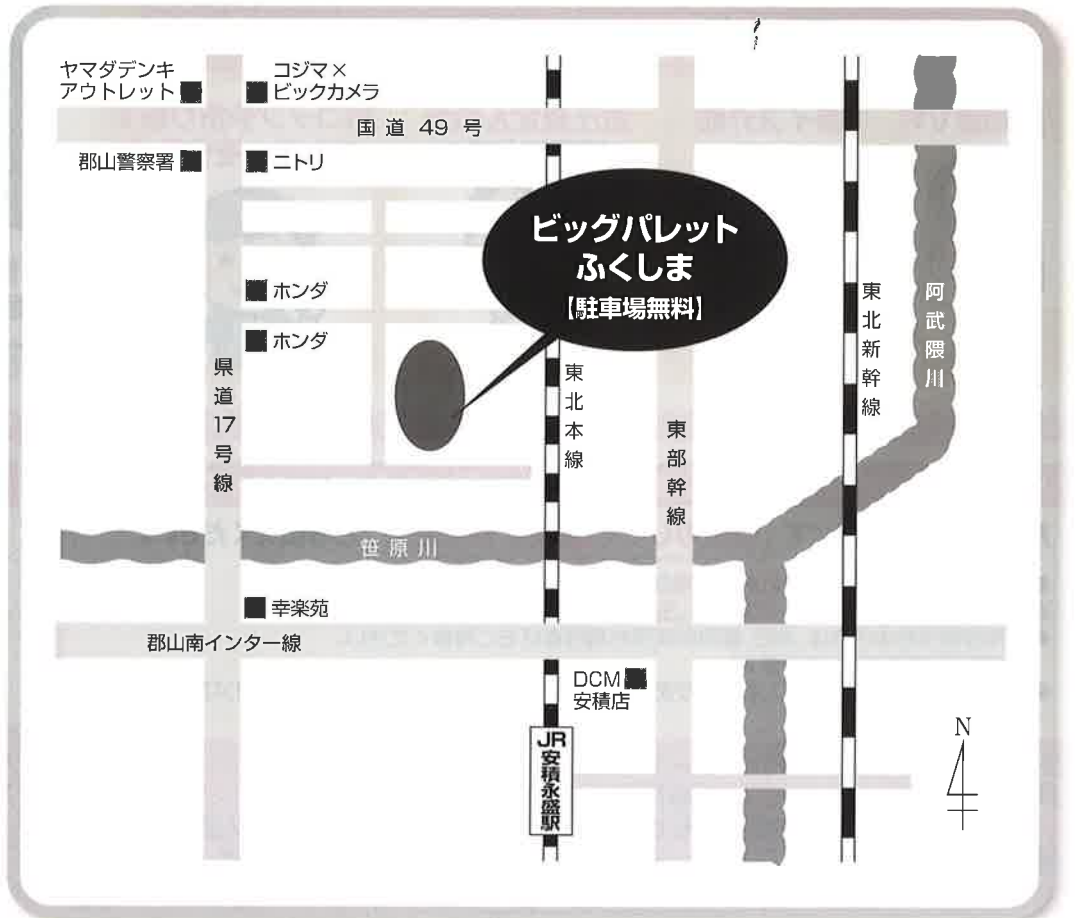 ヤマダデンキ
アウトレット
コジマ×
ビックカメラ
国道 49 号
郡山警察署
ニトリ
ビッグパレット
ふくしま
【駐車場無料】
ホンダ
ホンダ
県道17号線
東北本線
東部幹線
東北新幹線
阿武隈川
笹原川
幸楽苑
郡山南インター線
DCM
安積店
JR安積永盛駅
N